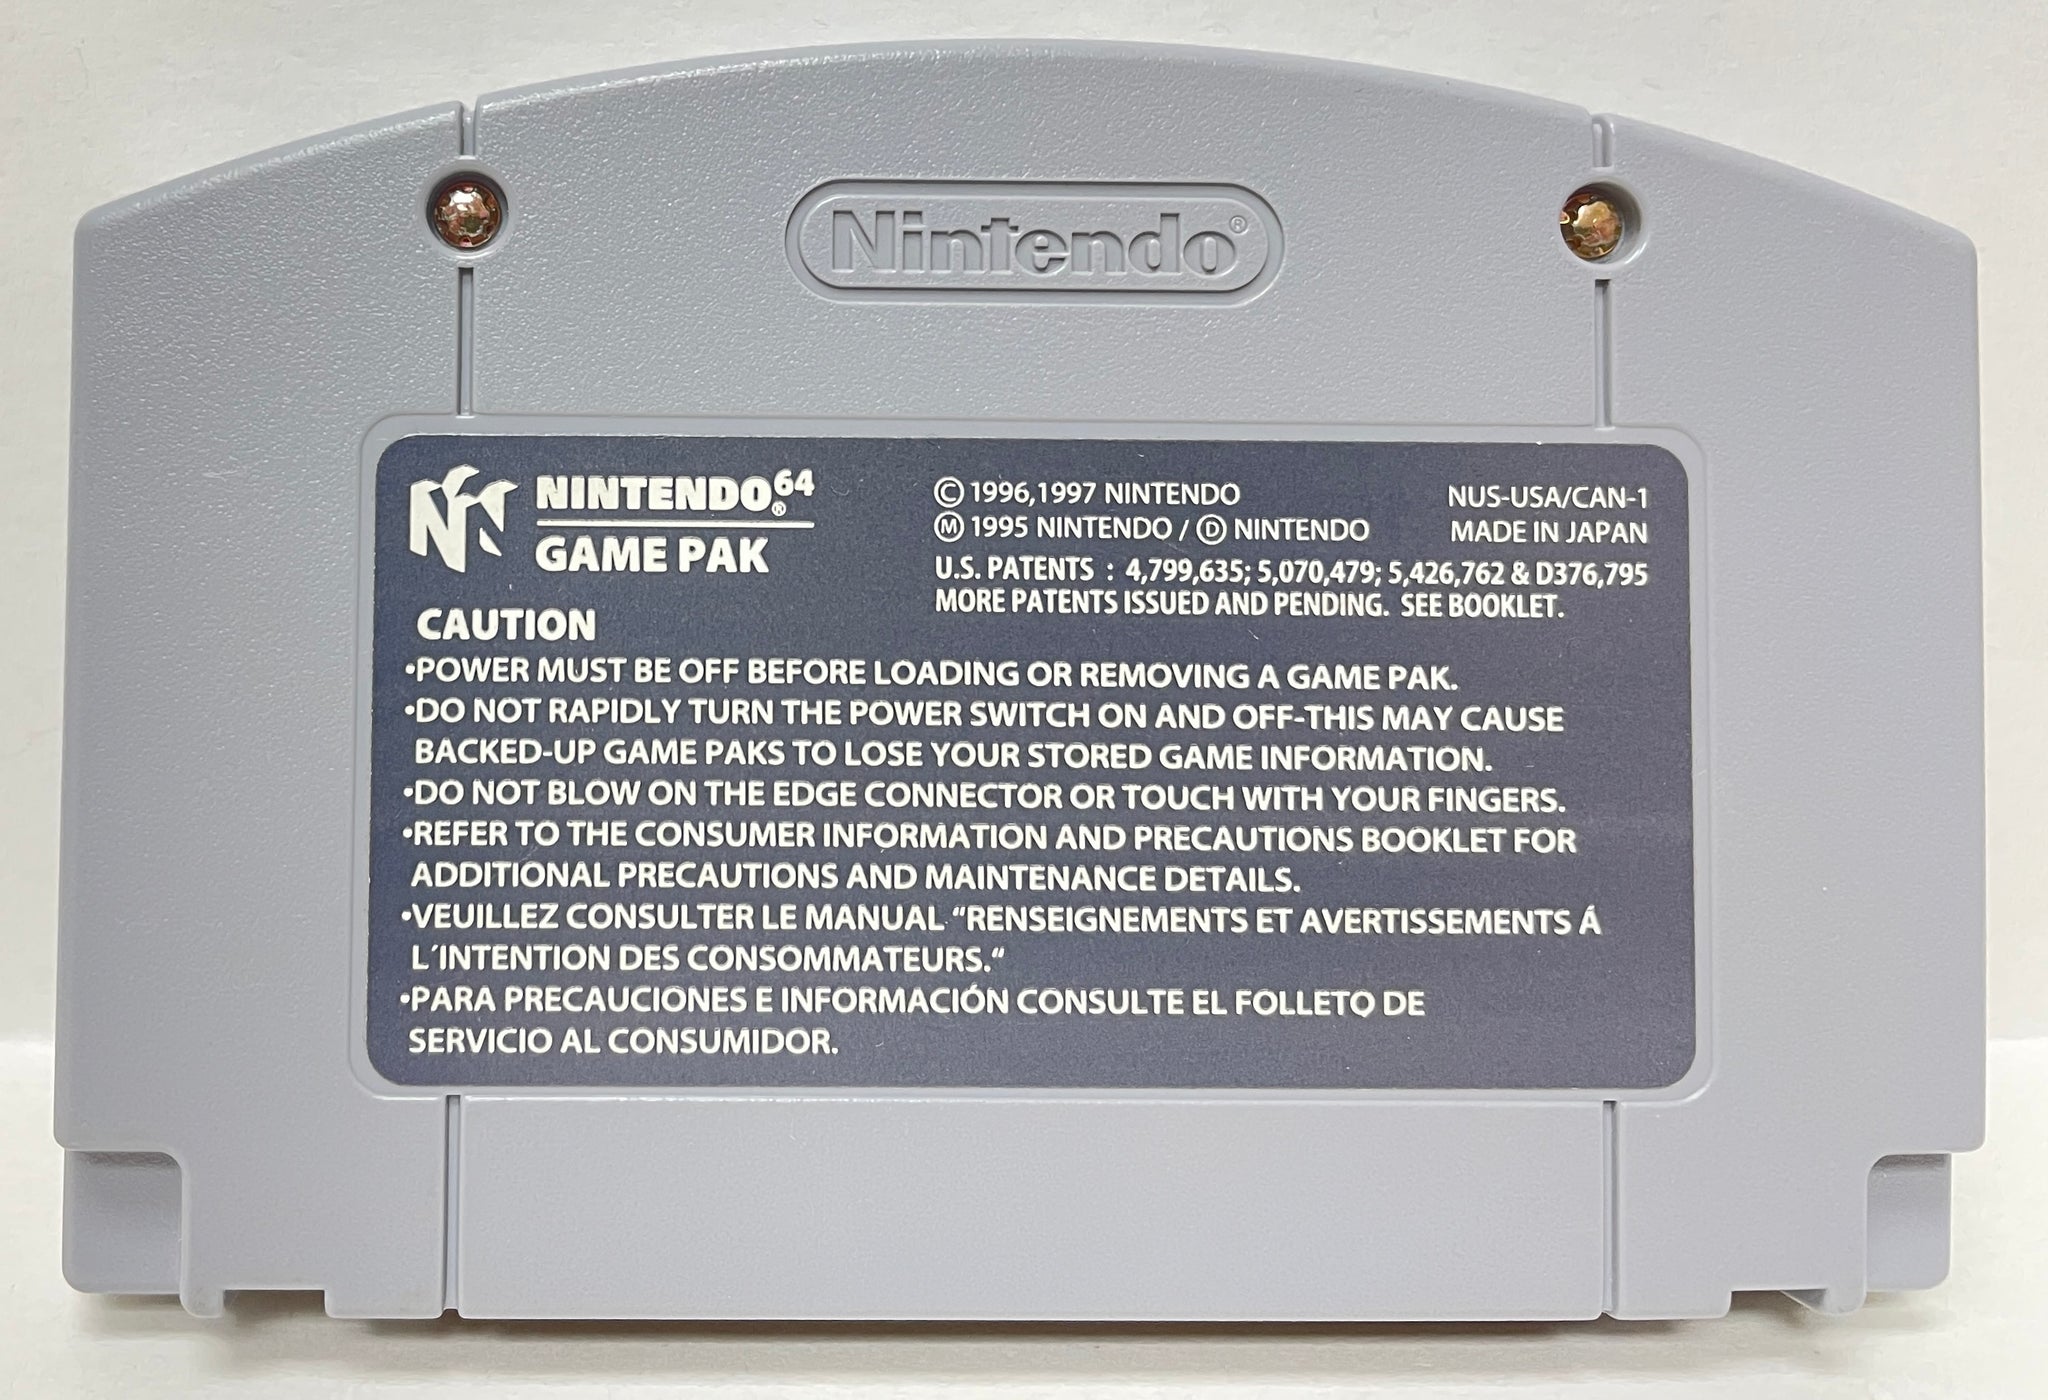 Nintendo®
NINTENDO64®
GAME PAK
© 1996,1997 NINTENDO
Ⓜ 1995 NINTENDO / Ⓓ NINTENDO
NUS-USA/CAN-1
MADE IN JAPAN
U.S. PATENTS : 4,799,635; 5,070,479; 5,426,762 & D376,795
MORE PATENTS ISSUED AND PENDING. SEE BOOKLET.
CAUTION
•POWER MUST BE OFF BEFORE LOADING OR REMOVING A GAME PAK.
•DO NOT RAPIDLY TURN THE POWER SWITCH ON AND OFF-THIS MAY CAUSE
BACKED-UP GAME PAKS TO LOSE YOUR STORED GAME INFORMATION.
•DO NOT BLOW ON THE EDGE CONNECTOR OR TOUCH WITH YOUR FINGERS.
•REFER TO THE CONSUMER INFORMATION AND PRECAUTIONS BOOKLET FOR
ADDITIONAL PRECAUTIONS AND MAINTENANCE DETAILS.
•VEUILLEZ CONSULTER LE MANUAL “RENSEIGNEMENTS ET AVERTISSEMENTS Á
L´INTENTION DES CONSOMMATEURS.“
•PARA PRECAUCIONES E INFORMACIÓN CONSULTE EL FOLLETO DE
SERVICIO AL CONSUMIDOR.